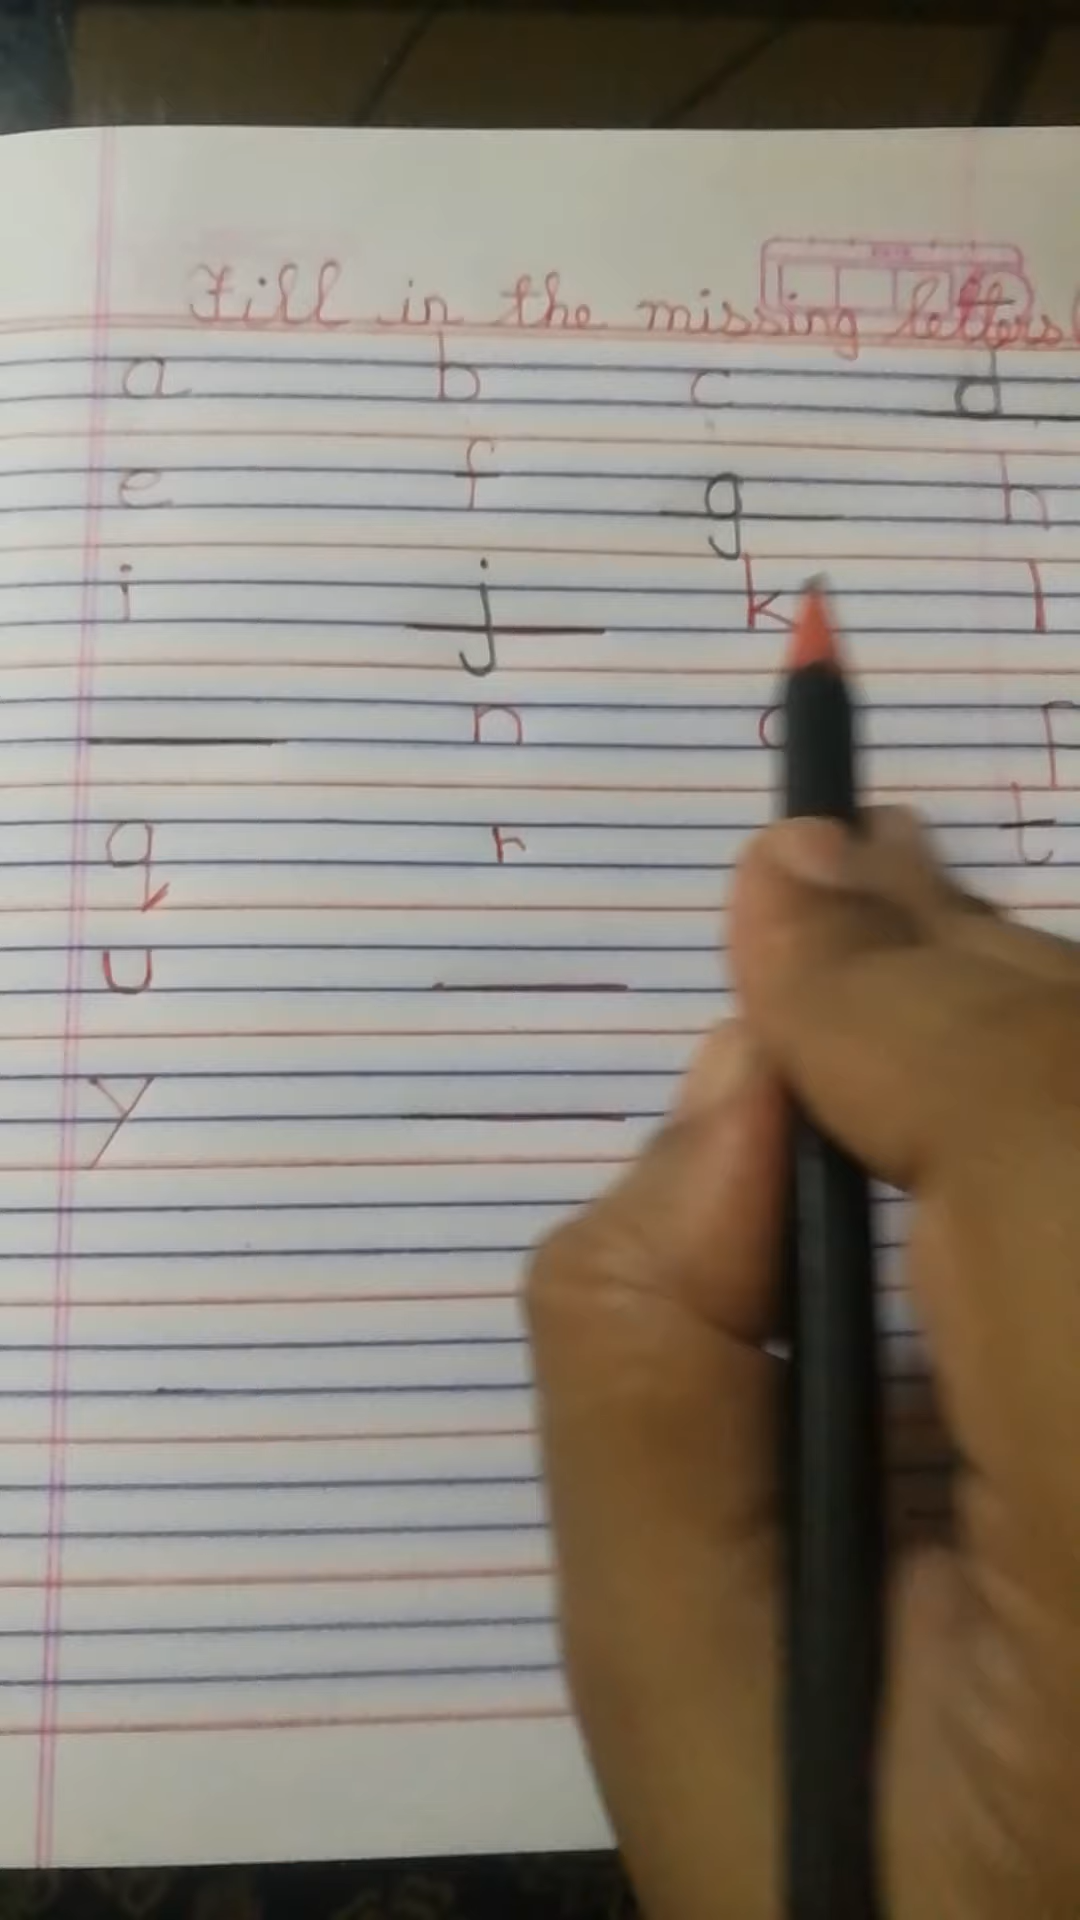 Fill in the missing letters
a b c d
e f g h
i j k l
n o p
q r t
u
y